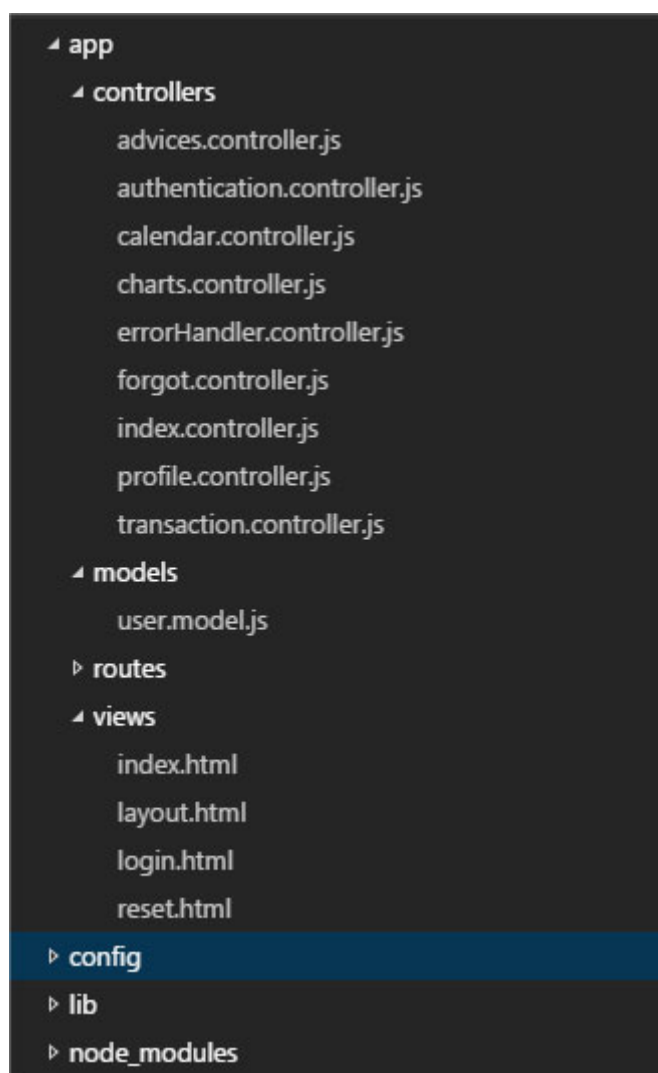 app
controllers
advices.controller.js
authentication.controller.js
calendar.controller.js
charts.controller.js
errorHandler.controller.js
forgot.controller.js
index.controller.js
profile.controller.js
transaction.controller.js
models
user.model.js
routes
views
index.html
layout.html
login.html
reset.html
config
lib
node_modules